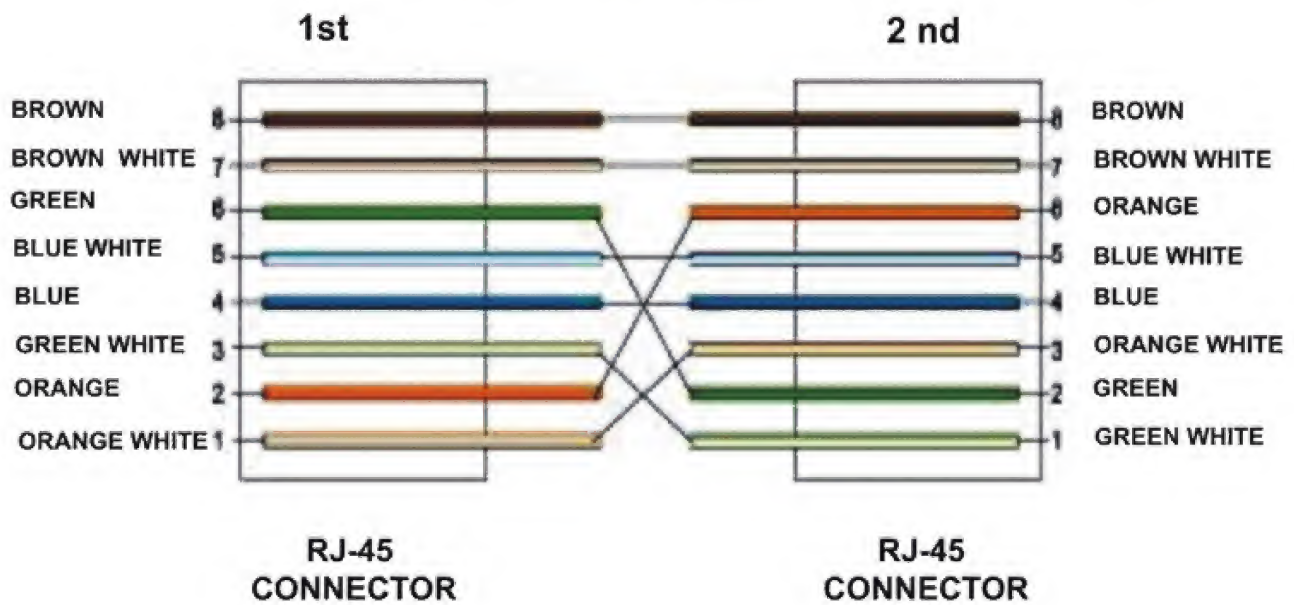 1st
2 nd
BROWN 8 8 BROWN
BROWN WHITE 7 7 BROWN WHITE
GREEN 6 6 ORANGE
BLUE WHITE 5 5 BLUE WHITE
BLUE 4 4 BLUE
GREEN WHITE 3 3 ORANGE WHITE
ORANGE 2 2 GREEN
ORANGE WHITE 1 1 GREEN WHITE
RJ-45
CONNECTOR
RJ-45
CONNECTOR